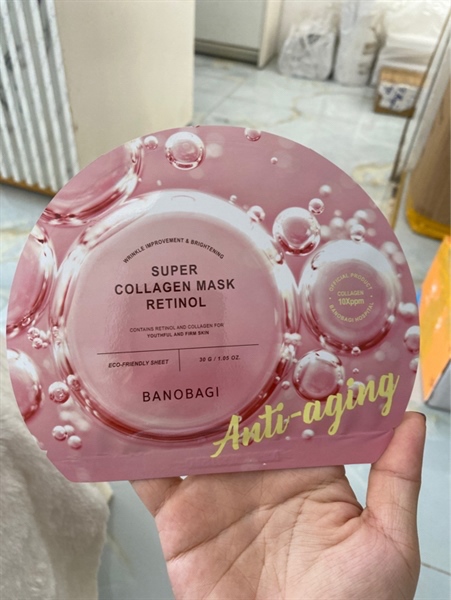 WRINKLE IMPROVEMENT & BRIGHTENING
SUPER
COLLAGEN MASK
RETINOL
CONTAINS RETINOL AND COLLAGEN FOR
YOUTHFUL AND FIRM SKIN
ECO-FRIENDLY SHEET
30 G / 1.05 OZ.
BANOBAGI
SPECIAL PRODUCT
COLLAGEN
10Xppm
BANOBAGI HOSPITAL
Anti-aging